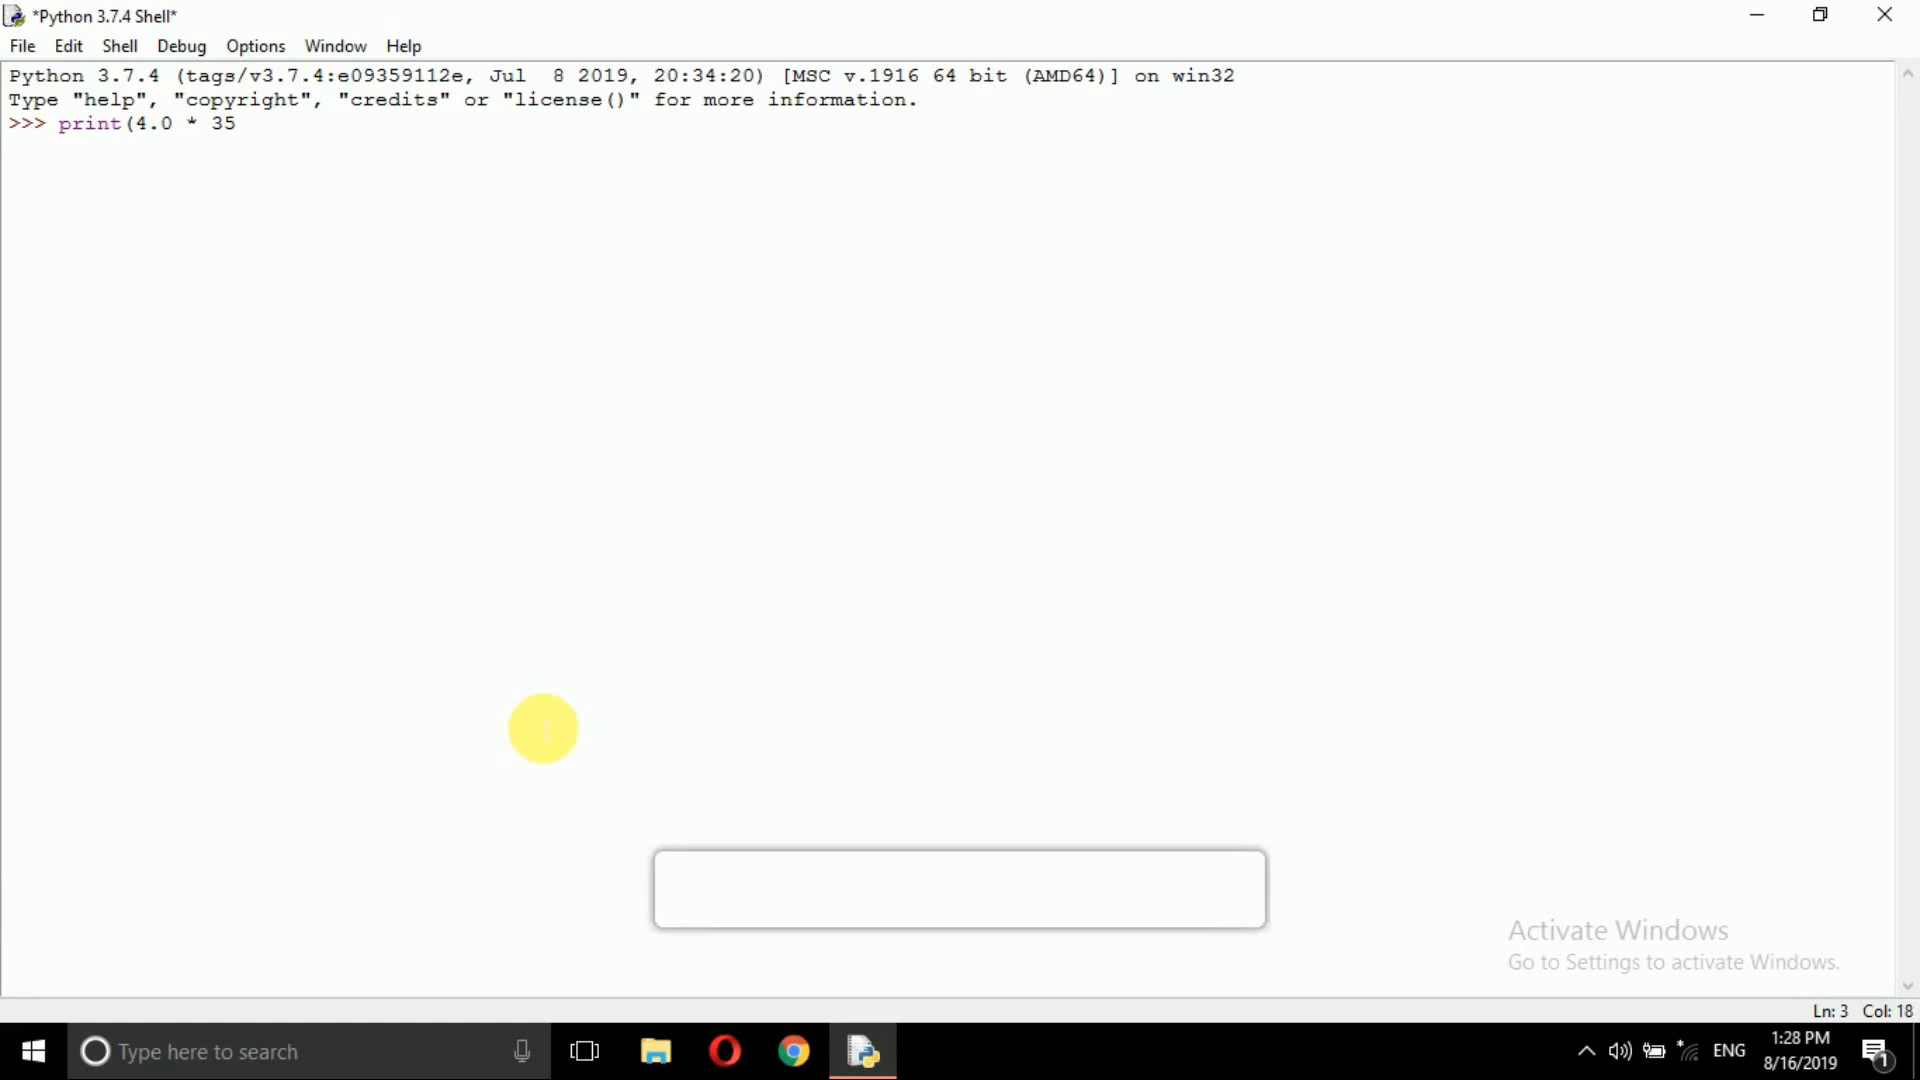 *Python 3.7.4 Shell*
File Edit Shell Debug Options Window Help
Python 3.7.4 (tags/v3.7.4:e09359112e, Jul  8 2019, 20:34:20) [MSC v.1916 64 bit (AMD64)] on win32
Type "help", "copyright", "credits" or "license()" for more information.
>>> print(4.0 * 35
Activate Windows
Go to Settings to activate Windows.
Ln: 3 Col: 18
Type here to search
ENG
1:28 PM
8/16/2019
1